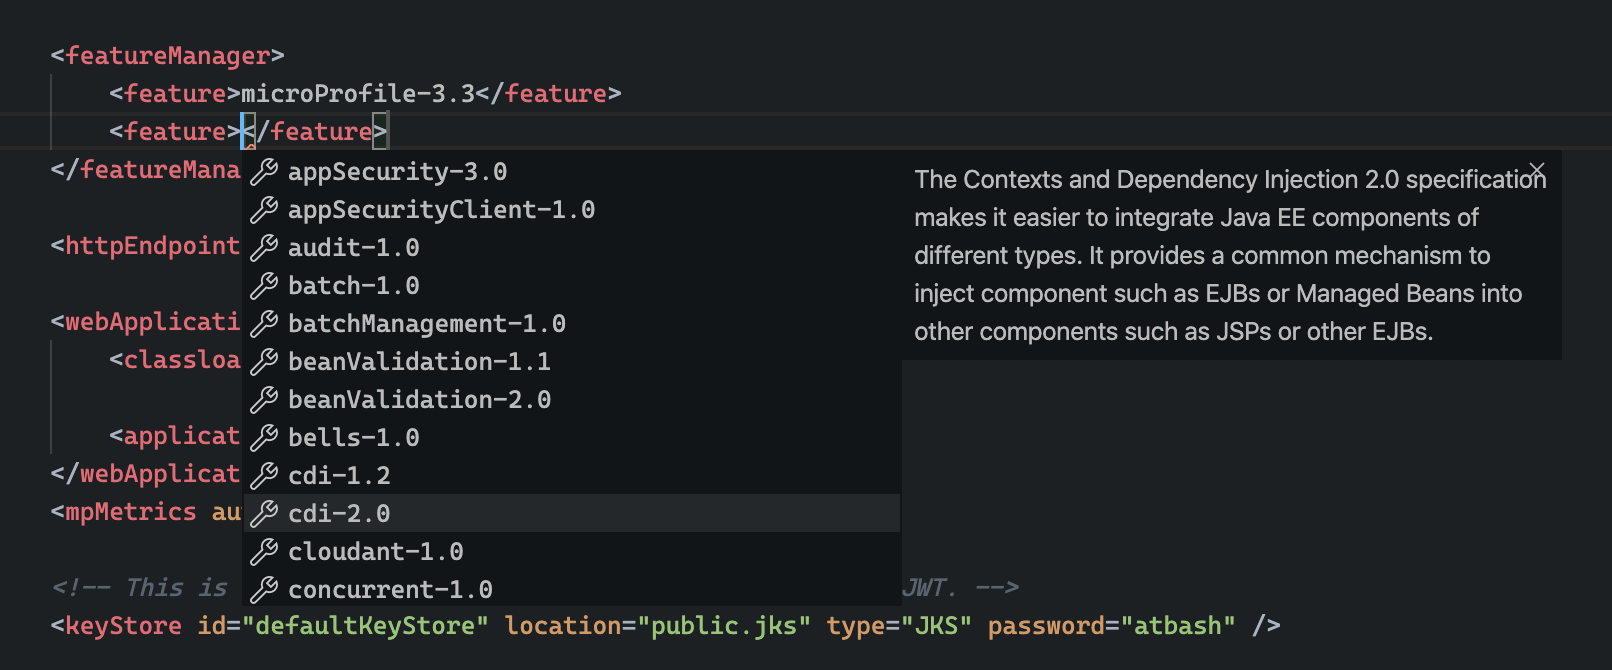 <featureManager>
<feature>microProfile-3.3</feature>
<feature></feature>
</featureMana
appSecurity-3.0
appSecurityClient-1.0
<httpEndpoint
audit-1.0
batch-1.0
<webApplicati
batchManagement-1.0
<classloa
beanValidation-1.1
beanValidation-2.0
<applicat
bells-1.0
</webApplicat
cdi-1.2
<mpMetrics au
cdi-2.0
cloudant-1.0
<!-- This is
concurrent-1.0
JWT. -->
The Contexts and Dependency Injection 2.0 specification
makes it easier to integrate Java EE components of
different types. It provides a common mechanism to
inject component such as EJBs or Managed Beans into
other components such as JSPs or other EJBs.
<keyStore id="defaultKeyStore" location="public.jks" type="JKS" password="atbash" />